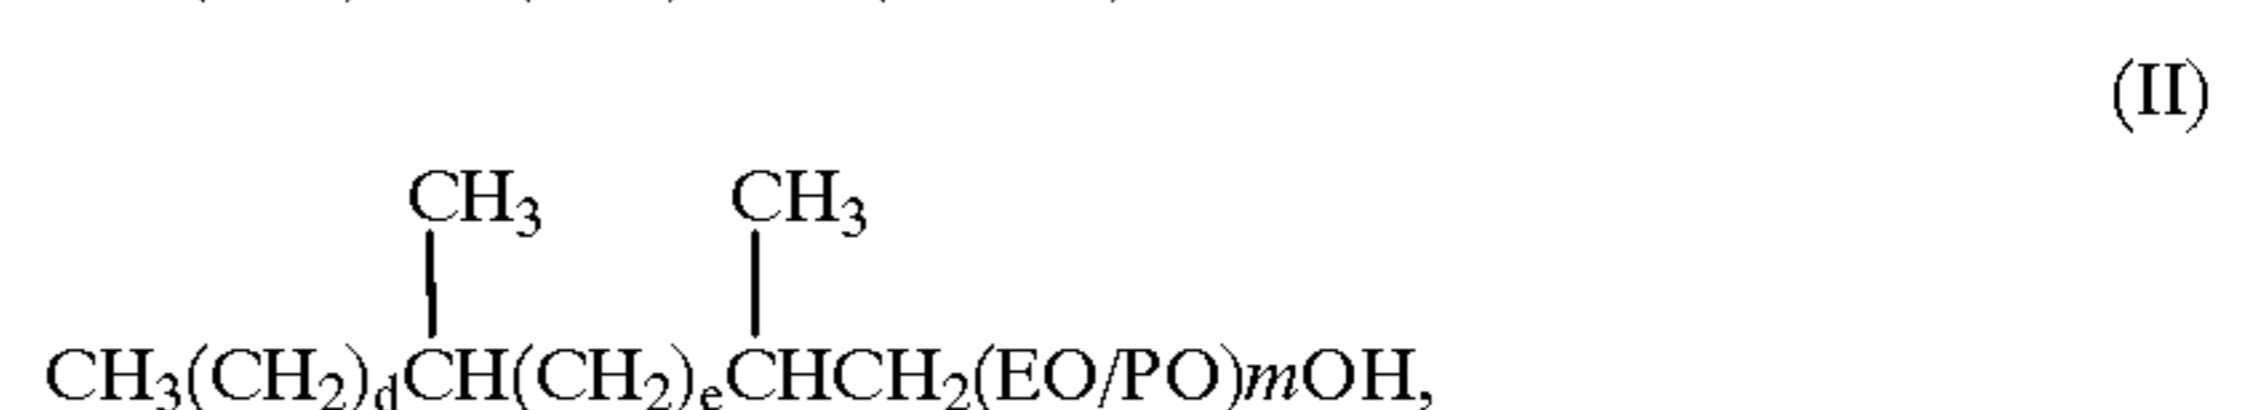 (II)
CH₃ CH₃
CH₃(CH₂)dCH(CH₂)ₑCHCH₂(EO/PO)mOH,